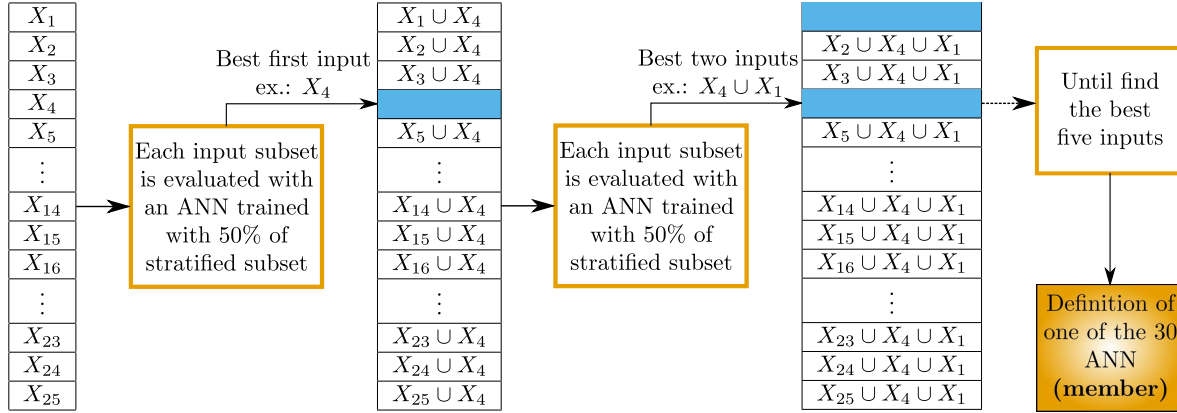 X1
X2
X3
X4
X5
⋮
X14
X15
X16
⋮
X23
X24
X25
Each input subset
is evaluated with
an ANN trained
with 50% of
stratified subset
Best first input
ex.: X4
X1 ∪ X4
X2 ∪ X4
X3 ∪ X4
X5 ∪ X4
⋮
X14 ∪ X4
X15 ∪ X4
X16 ∪ X4
⋮
X23 ∪ X4
X24 ∪ X4
X25 ∪ X4
Each input subset
is evaluated with
an ANN trained
with 50% of
stratified subset
Best two inputs
ex.: X4 ∪ X1
X2 ∪ X4 ∪ X1
X3 ∪ X4 ∪ X1
X5 ∪ X4 ∪ X1
⋮
X14 ∪ X4 ∪ X1
X15 ∪ X4 ∪ X1
X16 ∪ X4 ∪ X1
⋮
X23 ∪ X4 ∪ X1
X24 ∪ X4 ∪ X1
X25 ∪ X4 ∪ X1
Until find
the best
five inputs
Definition of
one of the 30
ANN
(member)